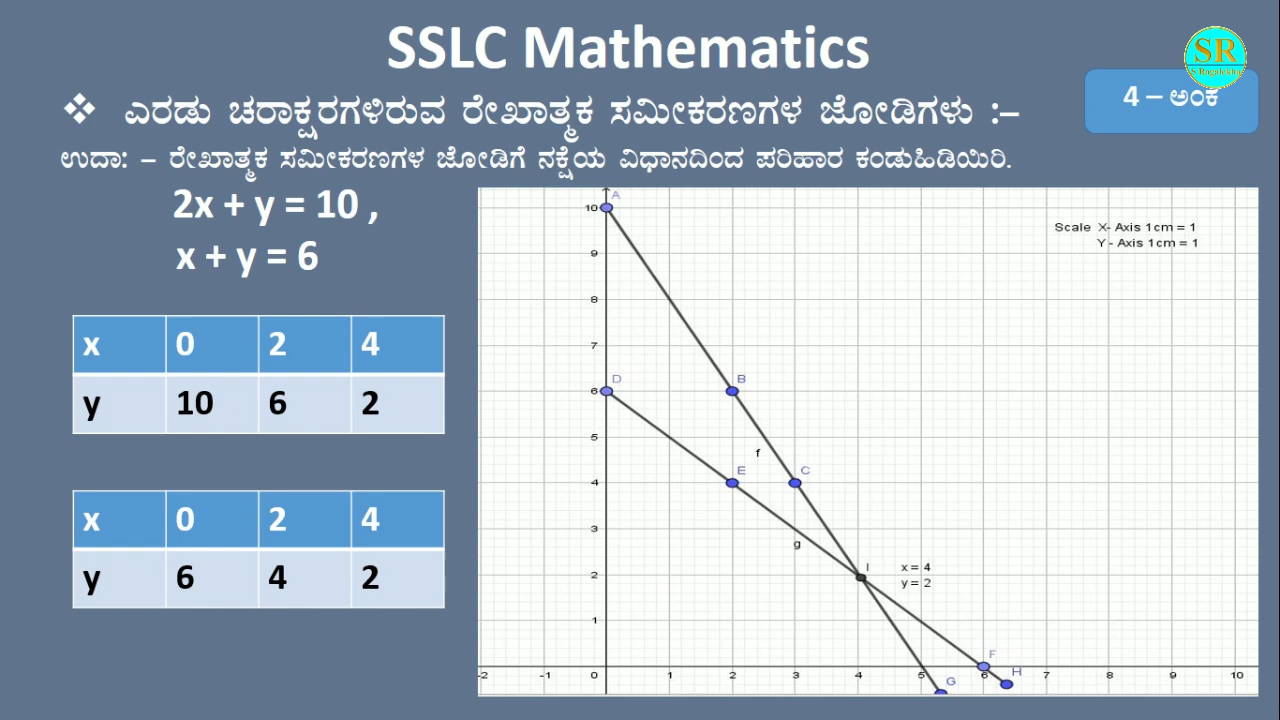 SSLC Mathematics
SR
S Ragalekha
4 – ಅಂಕ
❖ ಎರಡು ಚರಾಕ್ಷರಗಳಿರುವ ರೇಖಾತ್ಮಕ ಸಮೀಕರಣಗಳ ಜೋಡಿಗಳು :–
ಉದಾ: – ರೇಖಾತ್ಮಕ ಸಮೀಕರಣಗಳ ಜೋಡಿಗೆ ನಕ್ಷೆಯ ವಿಧಾನದಿಂದ ಪರಿಹಾರ ಕಂಡುಹಿಡಿಯಿರಿ.
2x + y = 10 ,
x + y = 6
x 0 2 4
y 10 6 2
x 0 2 4
y 6 4 2
A
10
Scale X- Axis 1cm = 1
Y - Axis 1cm = 1
9
8
7
D B
6
5
f
E C
4
3
g
I x = 4
2
y = 2
1
F
-2 -1 0 1 2 3 4 5 6 7 8 9 10
G H